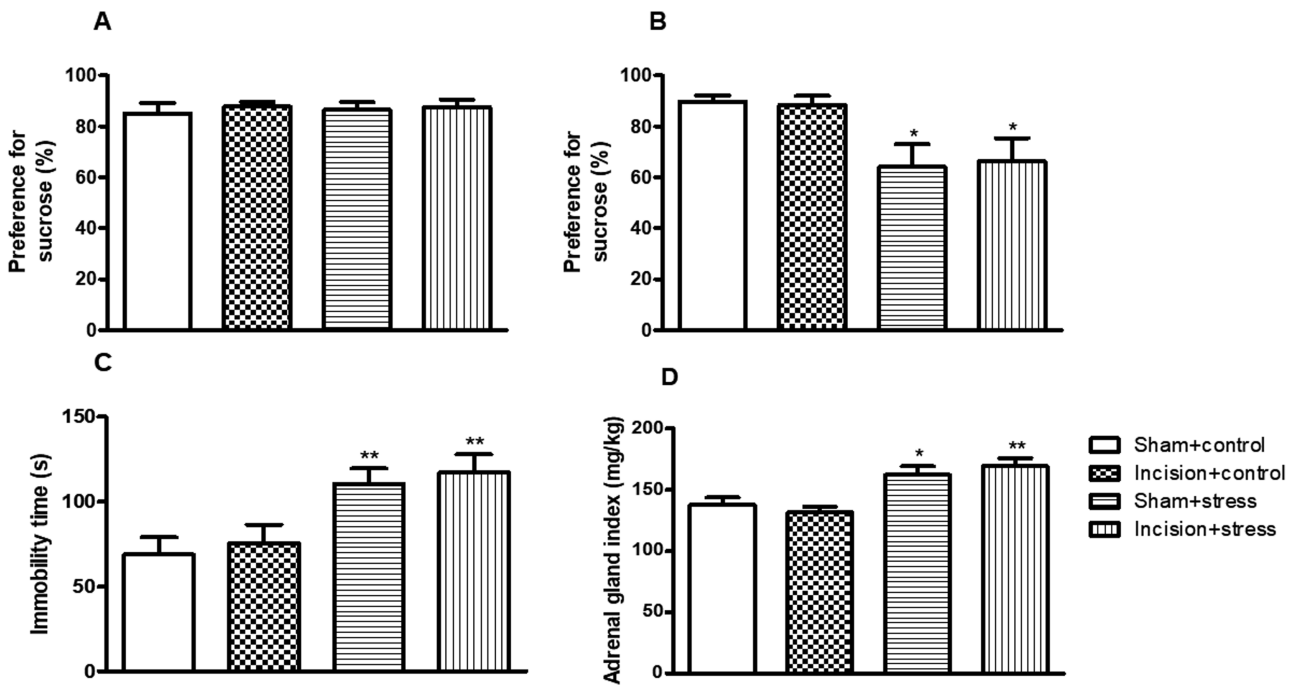 A
Preference for
sucrose (%)
100
80
60
40
20
0
B
Preference for
sucrose (%)
100
80
60
40
20
0
*
*
C
Immobility time (s)
150
100
50
0
**
**
D
Adrenal gland index (mg/kg)
200
150
100
50
0
*
**
Sham+control
Incision+control
Sham+stress
Incision+stress